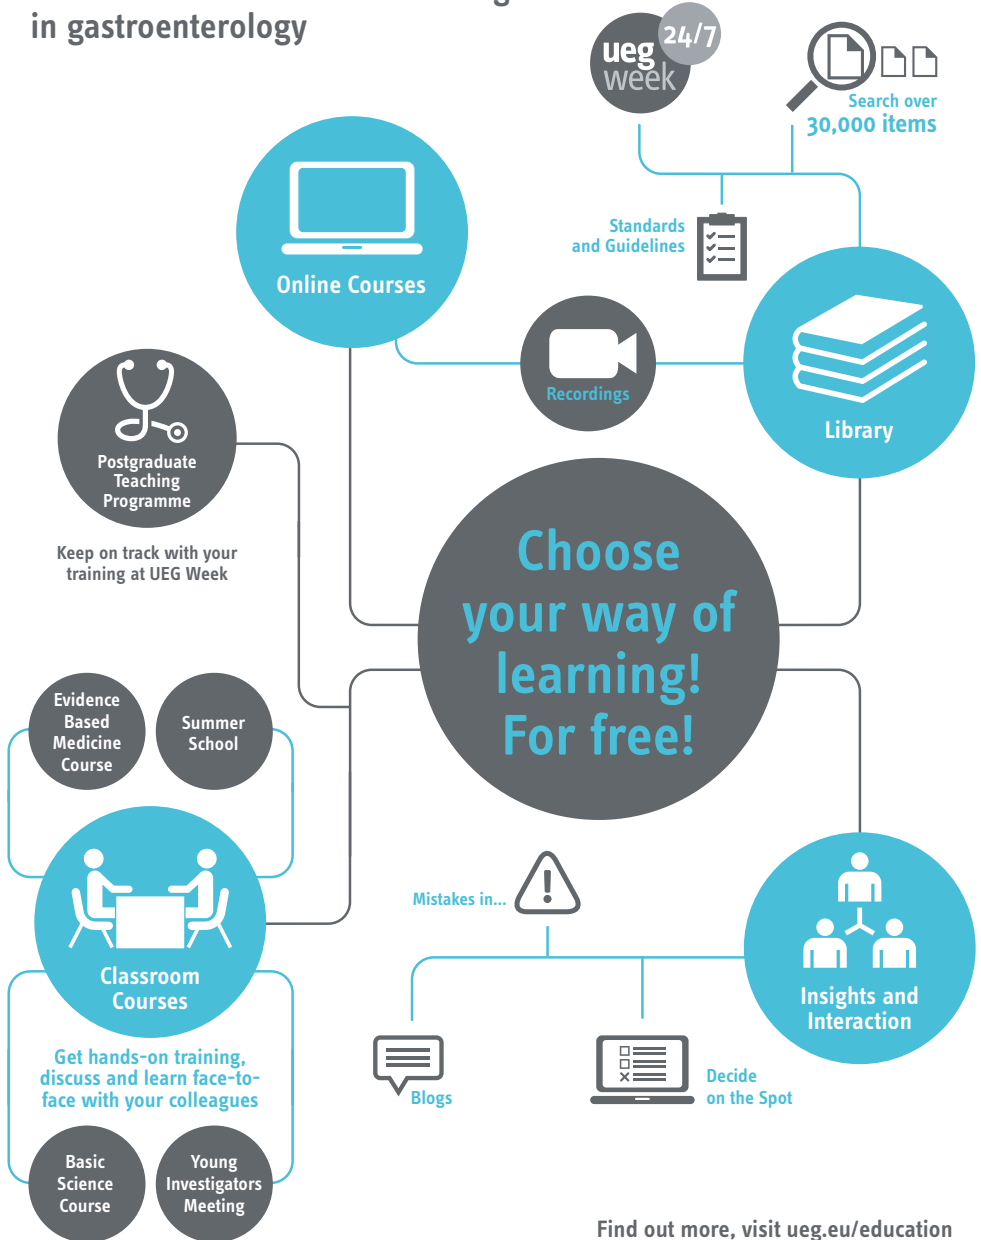 in gastroenterology
ueg
week
24/7
Search over
30,000 items
Standards
and Guidelines
Online Courses
Recordings
Library
Postgraduate
Teaching
Programme
Keep on track with your
training at UEG Week
Choose
your way of
learning!
For free!
Evidence
Based
Medicine
Course
Summer
School
Classroom
Courses
Get hands-on training,
discuss and learn face-to-
face with your colleagues
Basic
Science
Course
Young
Investigators
Meeting
Mistakes in...
Blogs
Decide
on the Spot
Insights and
Interaction
Find out more, visit ueg.eu/education